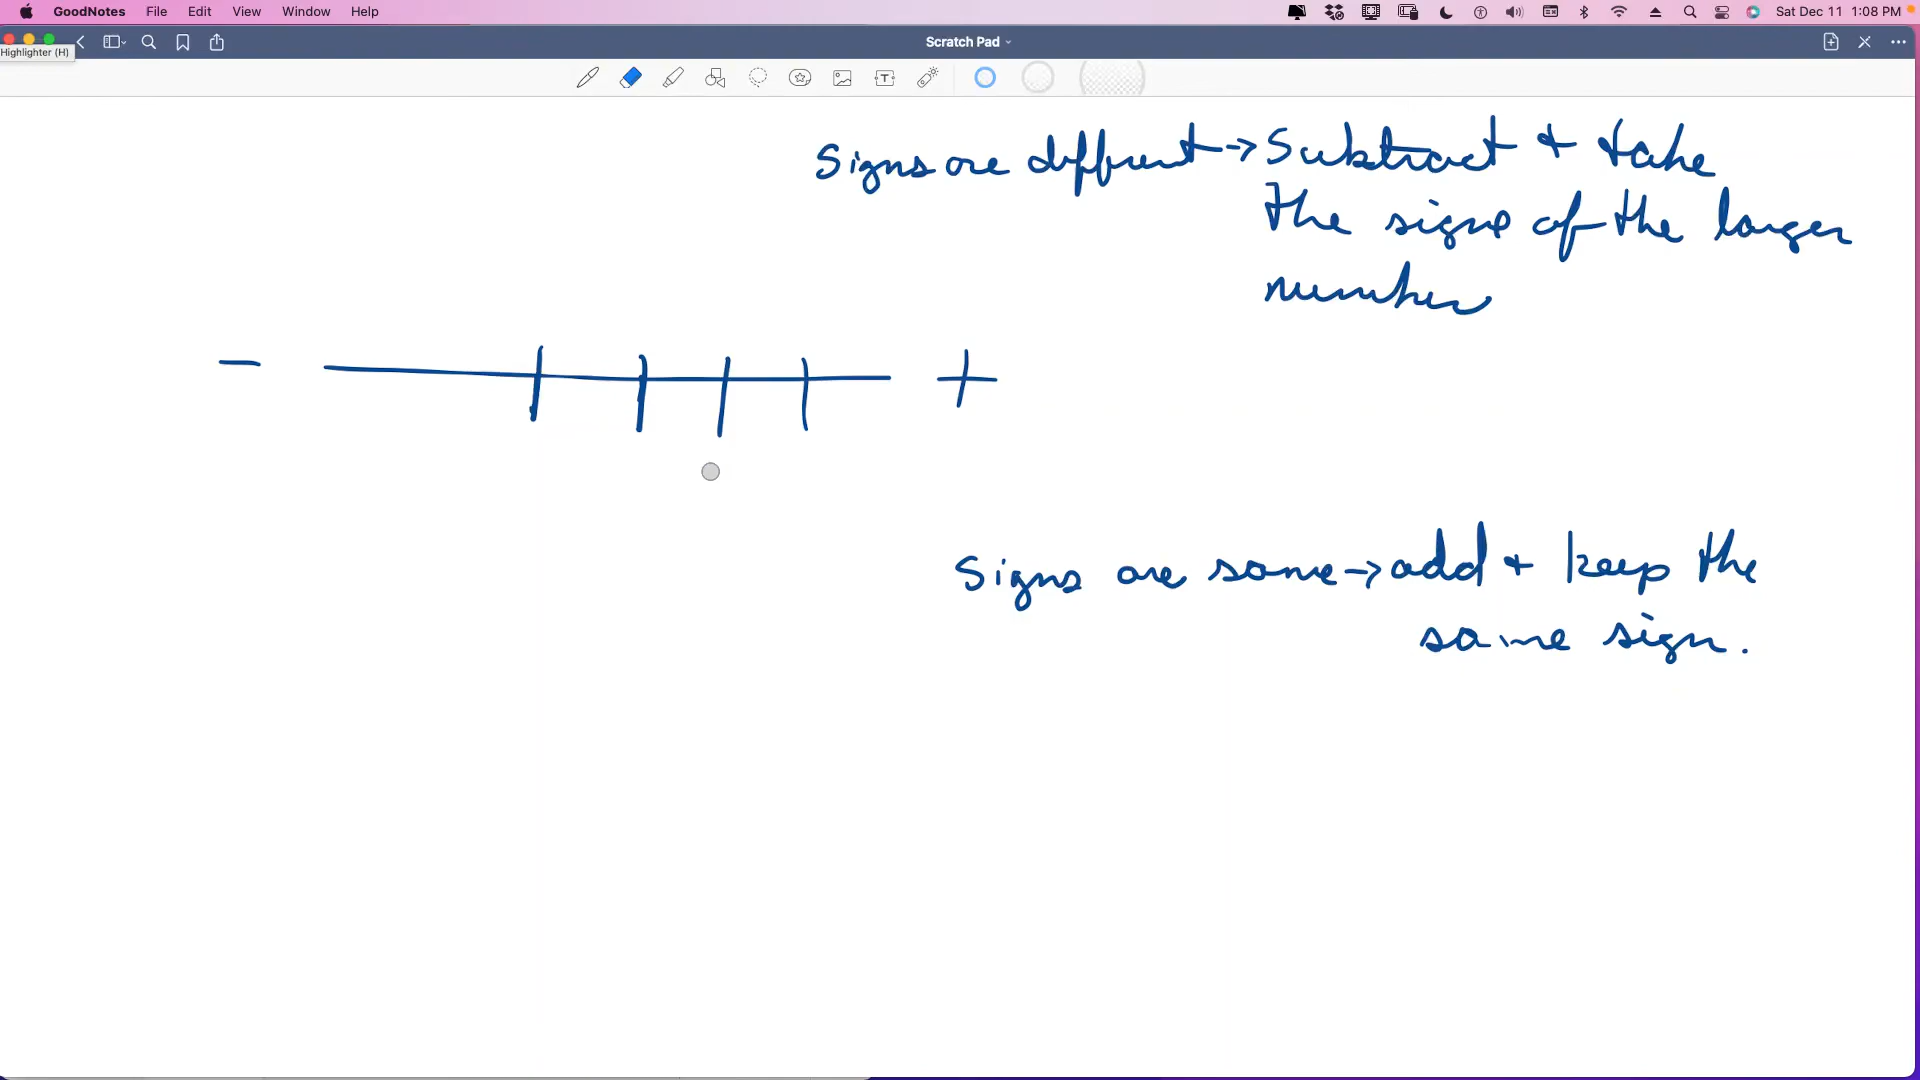 GoodNotes File Edit View Window Help
Sat Dec 11 1:08 PM
Highlighter (H)
Scratch Pad
Signs are different → Subtract + take
the signs of the larger
number
− +
Signs are same → add + keep the
same sign.